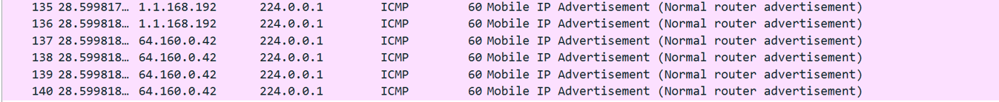 135 28.599817… 1.1.168.192 224.0.0.1 ICMP 60 Mobile IP Advertisement (Normal router advertisement)
136 28.599818… 1.1.168.192 224.0.0.1 ICMP 60 Mobile IP Advertisement (Normal router advertisement)
137 28.599818… 64.160.0.42 224.0.0.1 ICMP 60 Mobile IP Advertisement (Normal router advertisement)
138 28.599818… 64.160.0.42 224.0.0.1 ICMP 60 Mobile IP Advertisement (Normal router advertisement)
139 28.599818… 64.160.0.42 224.0.0.1 ICMP 60 Mobile IP Advertisement (Normal router advertisement)
140 28.599818… 64.160.0.42 224.0.0.1 ICMP 60 Mobile IP Advertisement (Normal router advertisement)